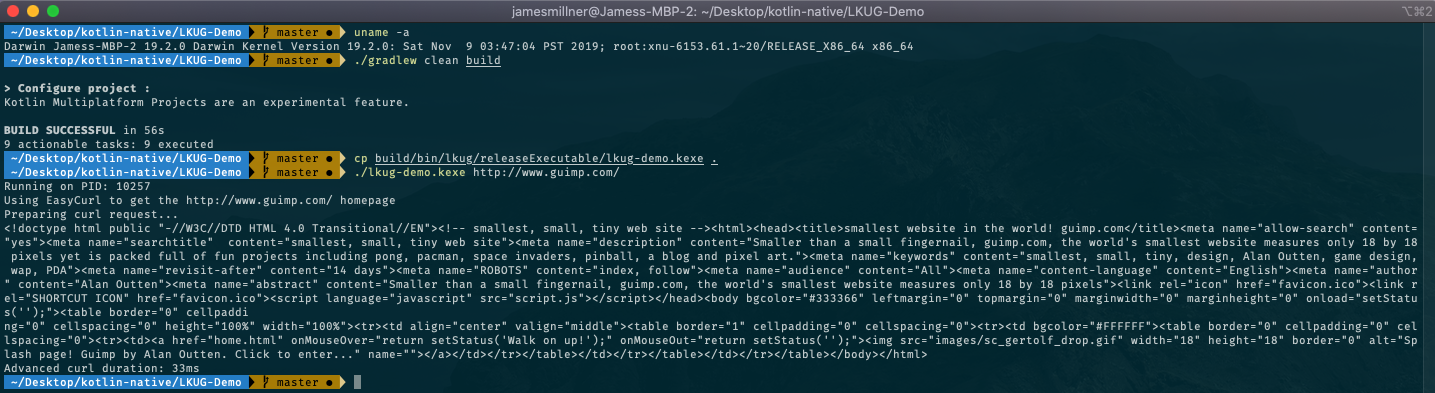 jamesmillner@Jamess-MBP-2: ~/Desktop/kotlin-native/LKUG-Demo
⌥⌘2
~/Desktop/kotlin-native/LKUG-Demo master ● uname -a
Darwin Jamess-MBP-2 19.2.0 Darwin Kernel Version 19.2.0: Sat Nov  9 03:47:04 PST 2019; root:xnu-6153.61.1~20/RELEASE_X86_64 x86_64
~/Desktop/kotlin-native/LKUG-Demo master ● ./gradlew clean build
> Configure project :
Kotlin Multiplatform Projects are an experimental feature.
BUILD SUCCESSFUL in 56s
9 actionable tasks: 9 executed
~/Desktop/kotlin-native/LKUG-Demo master ● cp build/bin/lkug/releaseExecutable/lkug-demo.kexe .
~/Desktop/kotlin-native/LKUG-Demo master ● ./lkug-demo.kexe http://www.guimp.com/
Running on PID: 10257
Using EasyCurl to get the http://www.guimp.com/ homepage
Preparing curl request...
<!doctype html public "-//W3C//DTD HTML 4.0 Transitional//EN"><!-- smallest, small, tiny web site --><html><head><title>smallest website in the world! guimp.com</title><meta name="allow-search" content=
"yes"><meta name="searchtitle"  content="smallest, small, tiny web site"><meta name="description" content="Smaller than a small fingernail, guimp.com, the world's smallest website measures only 18 by 18
 pixels yet is packed full of fun projects including pong, pacman, space invaders, pinball, a blog and pixel art."><meta name="keywords" content="smallest, small, tiny, design, Alan Outten, game design,
 wap, PDA"><meta name="revisit-after" content="14 days"><meta name="ROBOTS" content="index, follow"><meta name="audience" content="All"><meta name="content-language" content="English"><meta name="author
" content="Alan Outten"><meta name="abstract" content="Smaller than a small fingernail, guimp.com, the world's smallest website measures only 18 by 18 pixels"><link rel="icon" href="favicon.ico"><link r
el="SHORTCUT ICON" href="favicon.ico"><script language="javascript" src="script.js"></script></head><body bgcolor="#333366" leftmargin="0" topmargin="0" marginwidth="0" marginheight="0" onload="setStatu
s('');"><table border="0" cellpaddi
ng="0" cellspacing="0" height="100%" width="100%"><tr><td align="center" valign="middle"><table border="1" cellpadding="0" cellspacing="0"><tr><td bgcolor="#FFFFFF"><table border="0" cellpadding="0" cel
lspacing="0"><tr><td><a href="home.html" onMouseOver="return setStatus('Walk on up!');" onMouseOut="return setStatus('');"><img src="images/sc_gertolf_drop.gif" width="18" height="18" border="0" alt="Sp
lash page! Guimp by Alan Outten. Click to enter..." name=""></a></td></tr></table></td></tr></table></td></tr></table></body></html>
Advanced curl duration: 33ms
~/Desktop/kotlin-native/LKUG-Demo master ●